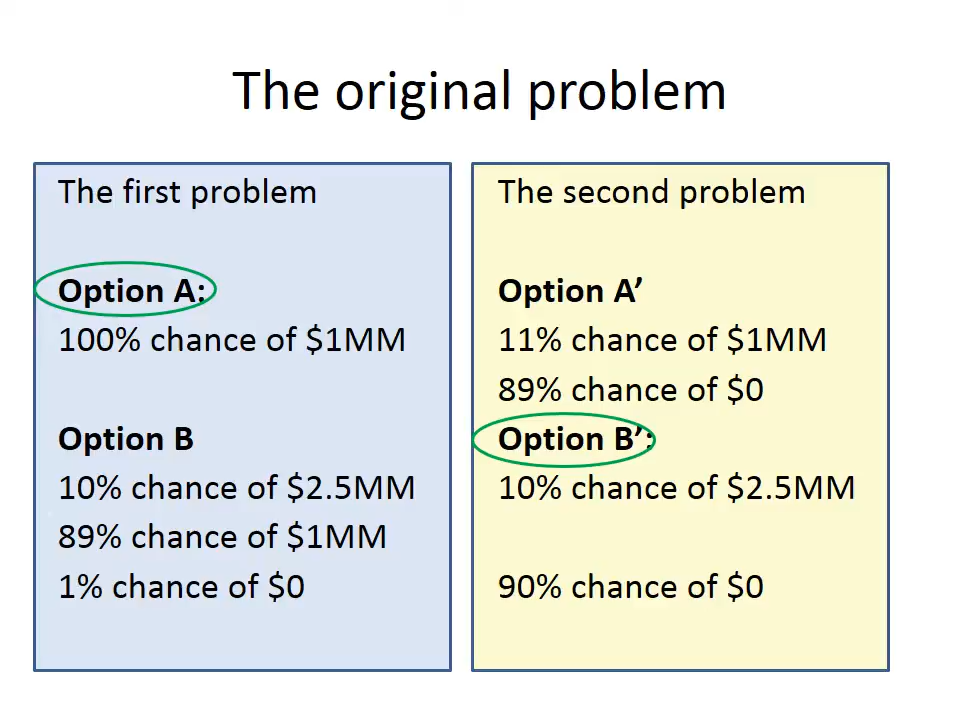 The original problem
The first problem
Option A:
100% chance of $1MM
Option B
10% chance of $2.5MM
89% chance of $1MM
1% chance of $0
The second problem
Option A’
11% chance of $1MM
89% chance of $0
Option B’:
10% chance of $2.5MM
90% chance of $0